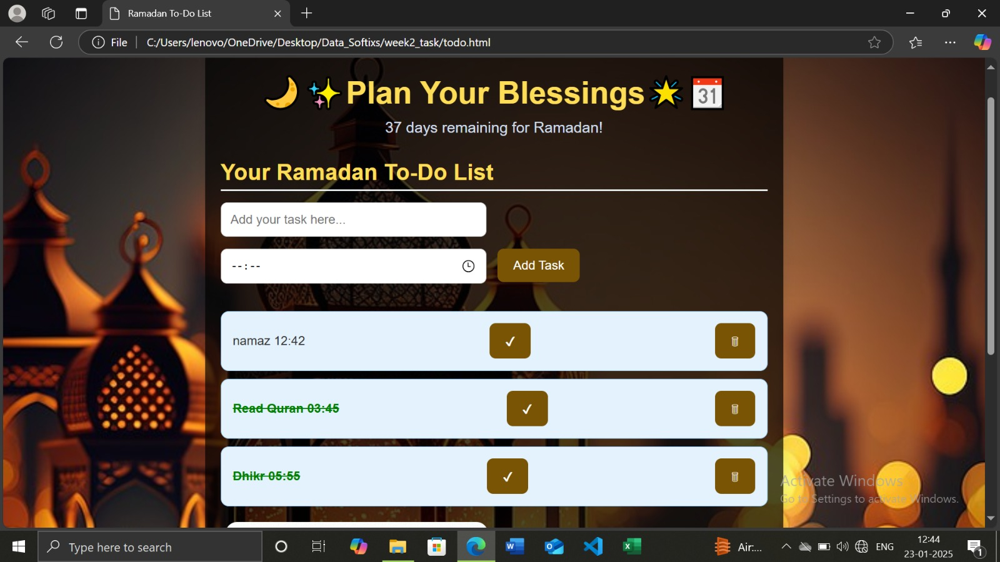 Ramadan To-Do List
File
C:/Users/lenovo/OneDrive/Desktop/Data_Softixs/week2_task/todo.html
Plan Your Blessings
31
37 days remaining for Ramadan!
Your Ramadan To-Do List
Add your task here...
--:--
Add Task
namaz 12:42
Read Quran 03:45
Dhikr 05:55
Activate Windows
Go to Settings to activate Windows.
Type here to search
Air:...
ENG
12:44
23-01-2025
1